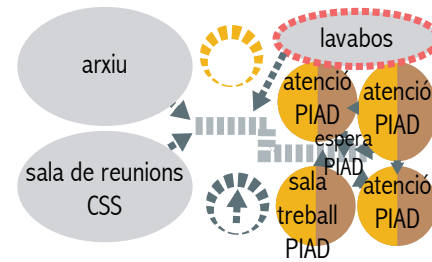 lavabos
arxiu
atenció
PIAD
atenció
PIAD
espera
PIAD
sala de reunions
CSS
sala
treball
PIAD
atenció
PIAD